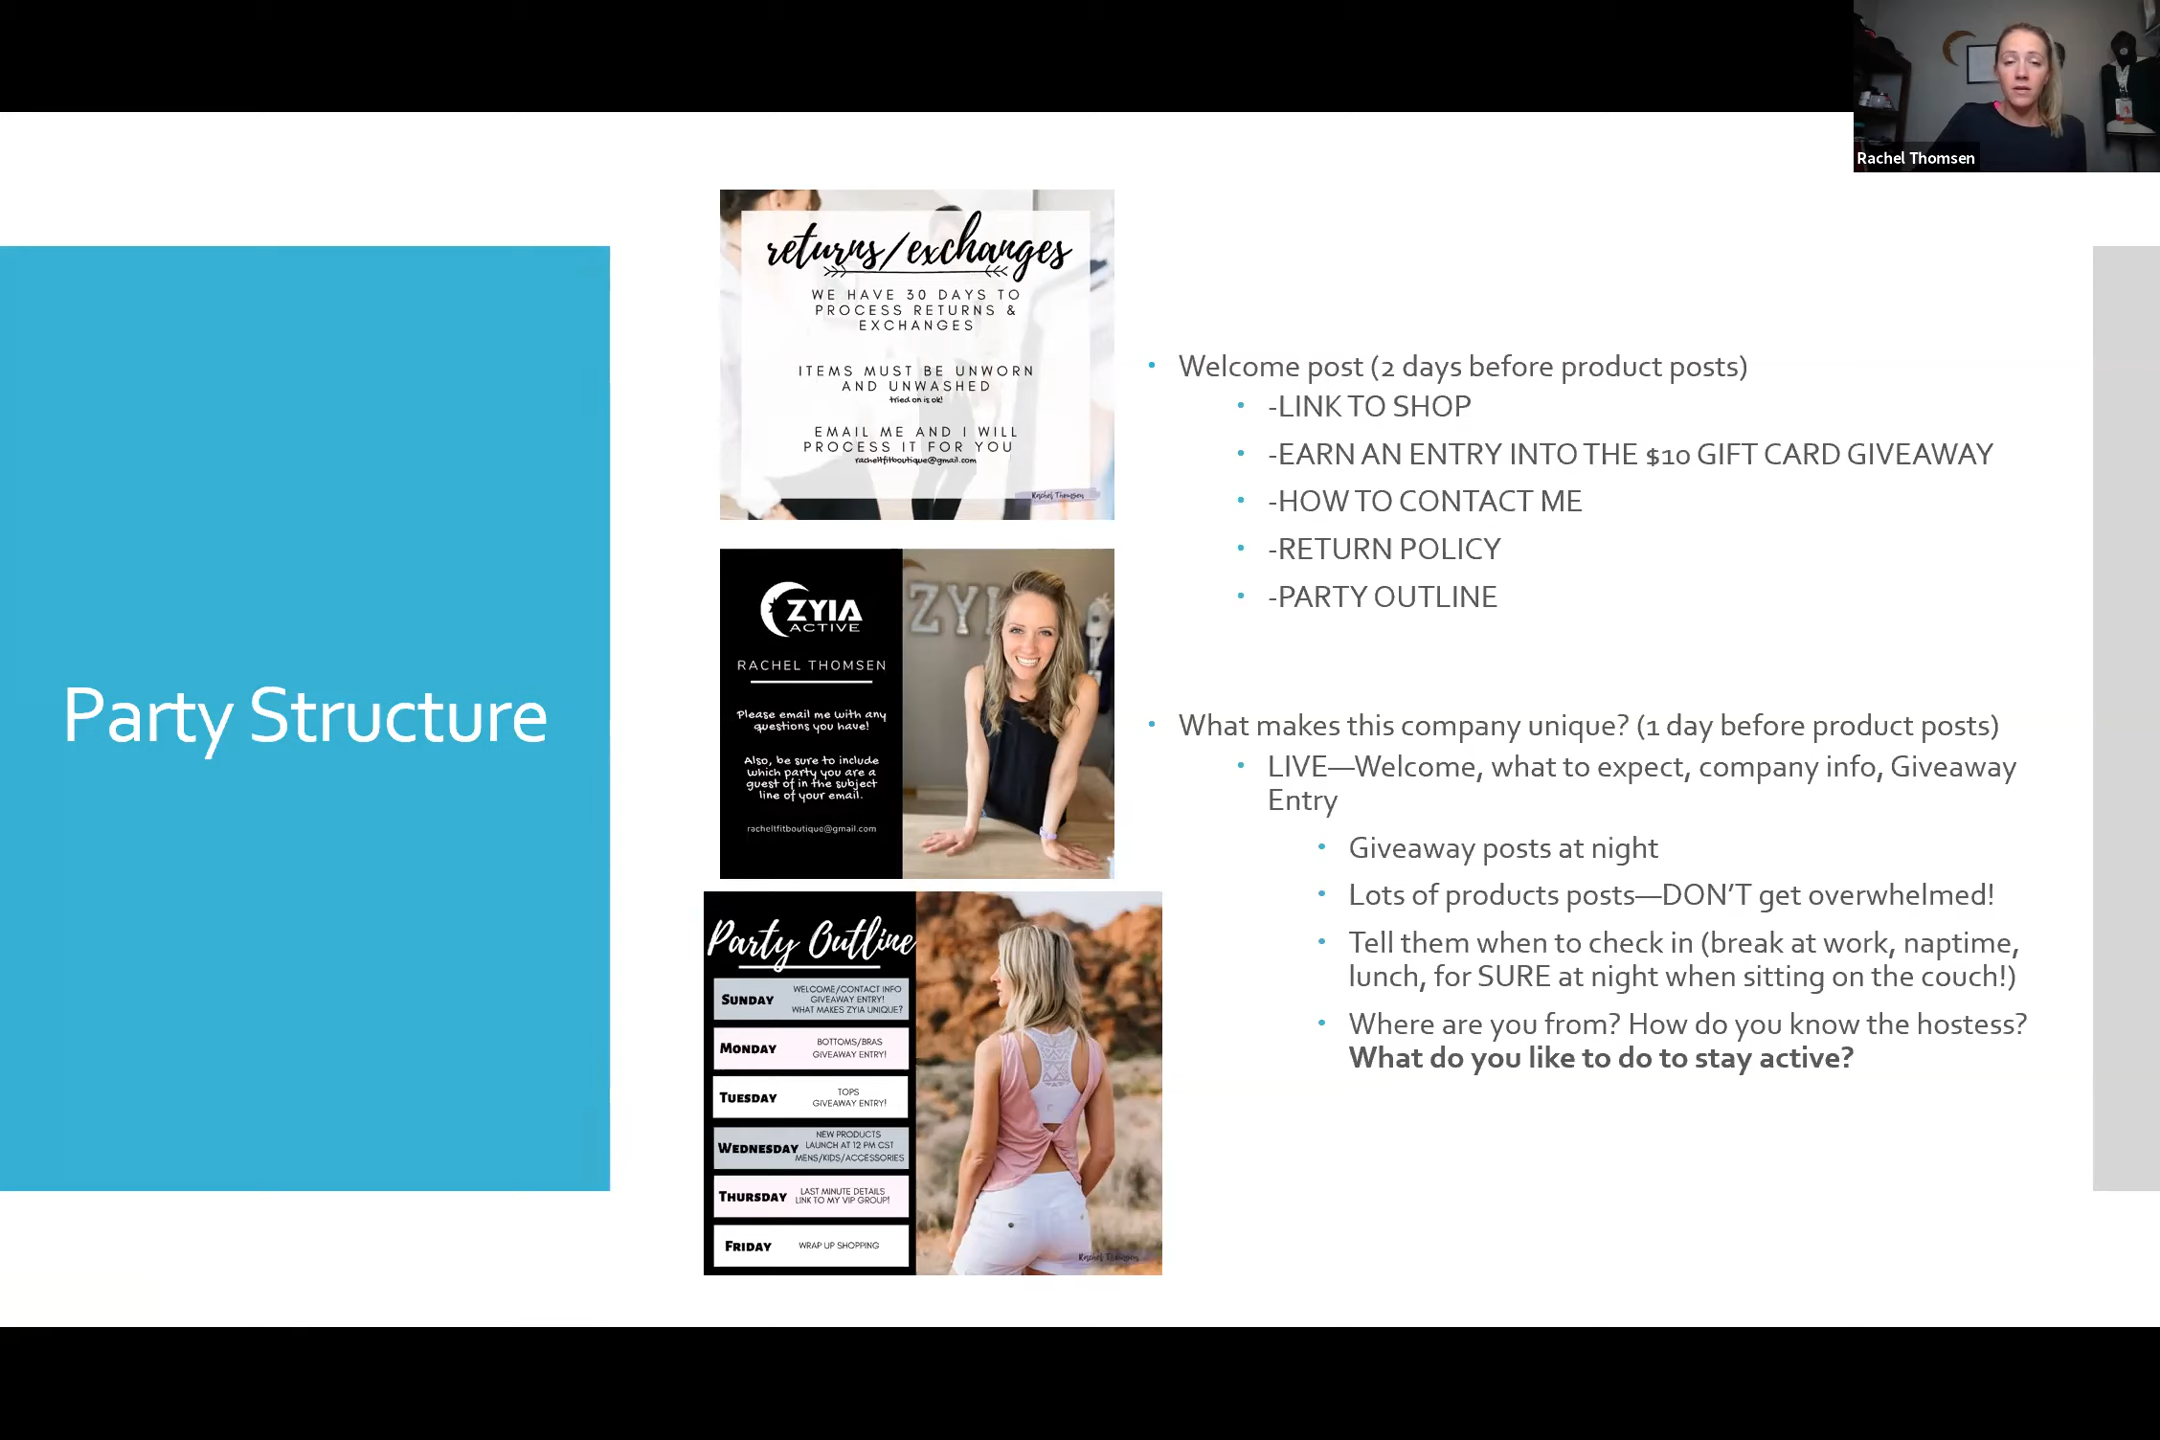 Rachel Thomsen
Party Structure
returns/exchanges
WE HAVE 30 DAYS TO
PROCESS RETURNS &
EXCHANGES
ITEMS MUST BE UNWORN
AND UNWASHED
tried on is ok!
EMAIL ME AND I WILL
PROCESS IT FOR YOU
racheltfitboutique@gmail.com
Rachel Thomsen
ZYIA
ACTIVE
RACHEL THOMSEN
Please email me with any
questions you have!
Also, be sure to include
which party you are a
guest of in the subject
line of your email.
racheltfitboutique@gmail.com
ZYI
Party Outline
SUNDAY
WELCOME/CONTACT INFO
GIVEAWAY ENTRY!
WHAT MAKES ZYIA UNIQUE?
MONDAY
BOTTOMS/BRAS
GIVEAWAY ENTRY!
TUESDAY
TOPS
GIVEAWAY ENTRY!
WEDNESDAY
NEW PRODUCTS
LAUNCH AT 12 PM CST
MENS/KIDS/ACCESSORIES
THURSDAY
LAST MINUTE DETAILS
LINK TO MY VIP GROUP!
FRIDAY
WRAP UP SHOPPING
Rachel Thomsen
• Welcome post (2 days before product posts)
• -LINK TO SHOP
• -EARN AN ENTRY INTO THE $10 GIFT CARD GIVEAWAY
• -HOW TO CONTACT ME
• -RETURN POLICY
• -PARTY OUTLINE
• What makes this company unique? (1 day before product posts)
• LIVE—Welcome, what to expect, company info, Giveaway
Entry
• Giveaway posts at night
• Lots of products posts—DON'T get overwhelmed!
• Tell them when to check in (break at work, naptime,
lunch, for SURE at night when sitting on the couch!)
• Where are you from? How do you know the hostess?
What do you like to do to stay active?